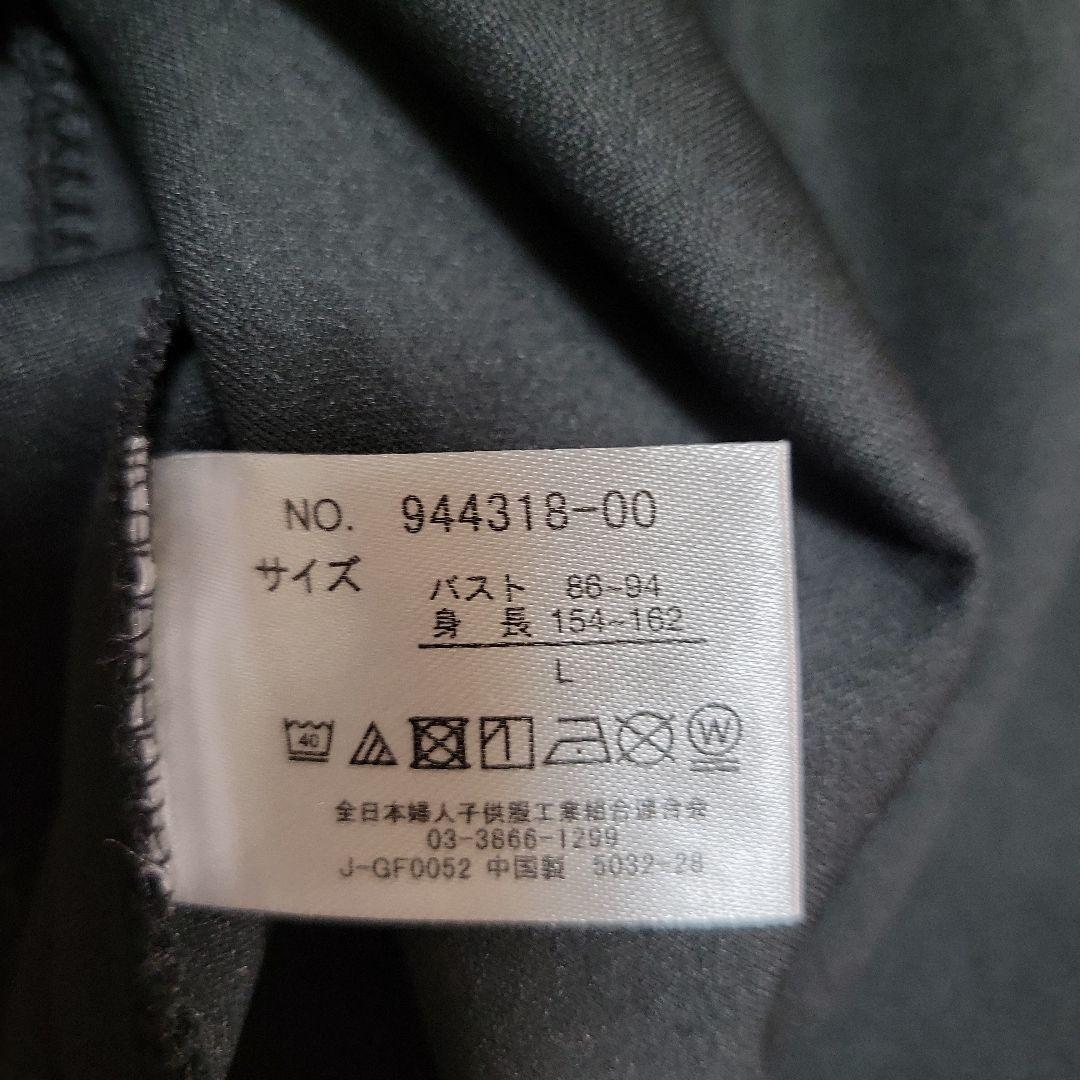 NO. 944318-00
サイズ
バスト 86~94
身 長 154~162
L
40
W
全日本婦人子供服工業組合連合会
03-3866-1299
J-GF0052 中国製 5032-28